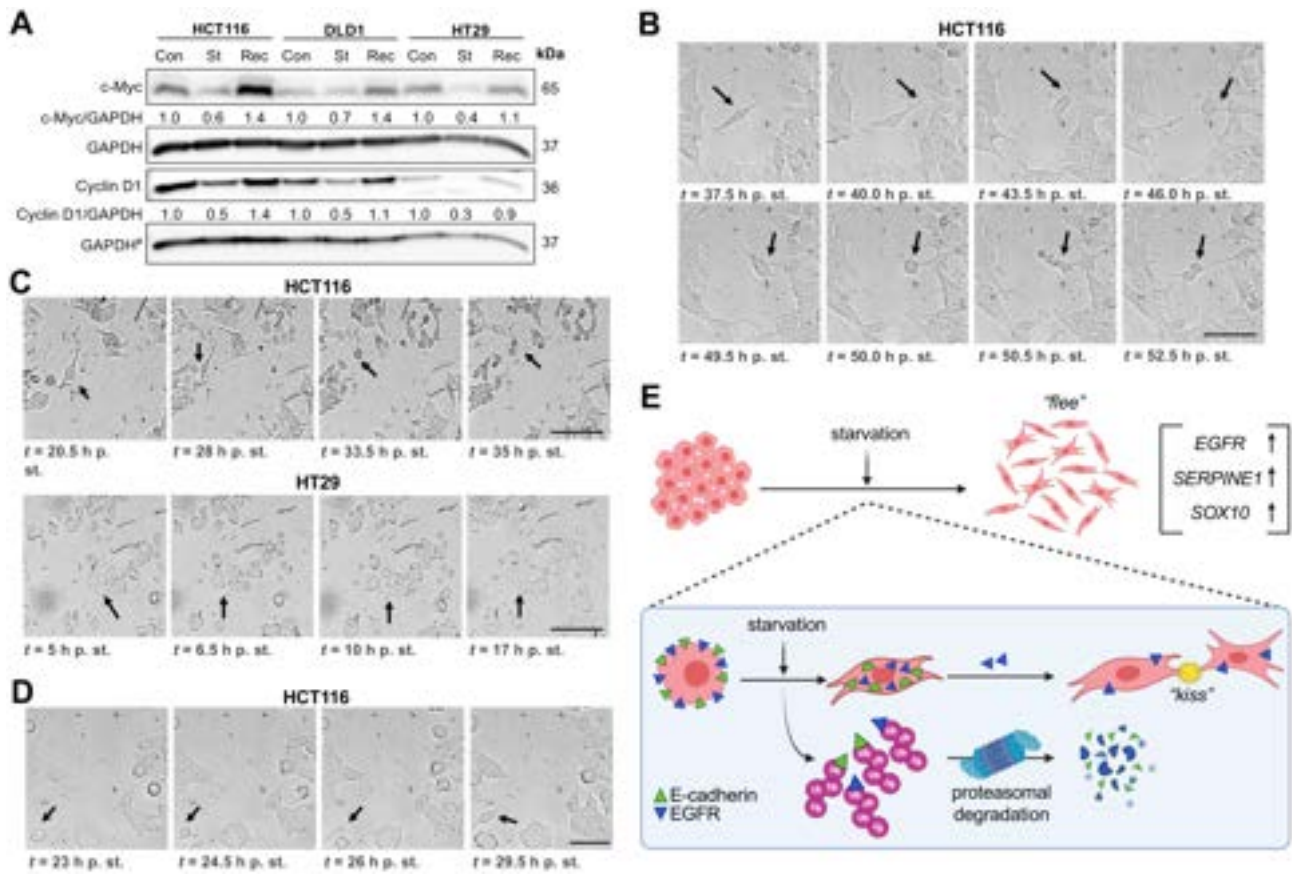 A
HCT116 DLD1 HT29
Con St Rec Con St Rec Con St Rec kDa
c-Myc 65
c-Myc/GAPDH 1.0 0.6 1.4 1.0 0.7 1.4 1.0 0.4 1.1
GAPDH 37
Cyclin D1 36
Cyclin D1/GAPDH 1.0 0.5 1.4 1.0 0.5 1.1 1.0 0.3 0.9
GAPDH# 37
B
HCT116
t = 37.5 h p. st. t = 40.0 h p. st. t = 43.5 h p. st. t = 46.0 h p. st.
t = 49.5 h p. st. t = 50.0 h p. st. t = 50.5 h p. st. t = 52.5 h p. st.
C
HCT116
t = 20.5 h p. st. t = 28 h p. st. t = 33.5 h p. st. t = 35 h p. st.
HT29
t = 5 h p. st. t = 6.5 h p. st. t = 10 h p. st. t = 17 h p. st.
D
HCT116
t = 23 h p. st. t = 24.5 h p. st. t = 26 h p. st. t = 29.5 h p. st.
E
starvation
"flee"
EGFR ↑
SERPINE1 ↑
SOX10 ↑
starvation
"kiss"
E-cadherin
EGFR
proteasomal
degradation